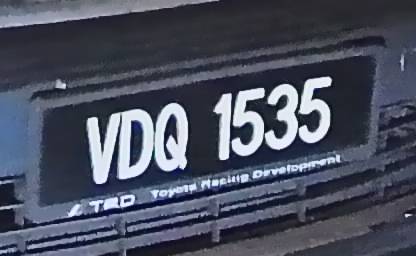 VDQ 1535
TRD Toyota Racing Development